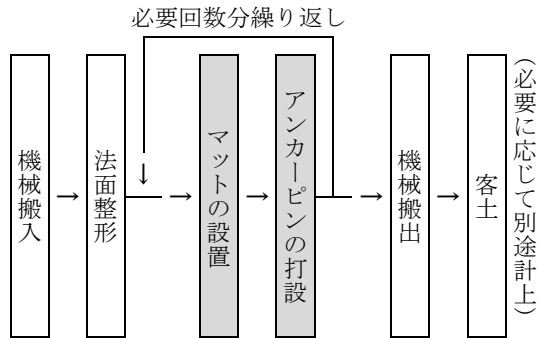 必要回数分繰り返し
機械搬入
→
法面整形
↓
→
マットの設置
→
アンカーピンの打設
→
機械搬出
→
客土
(必要に応じて別途計上)